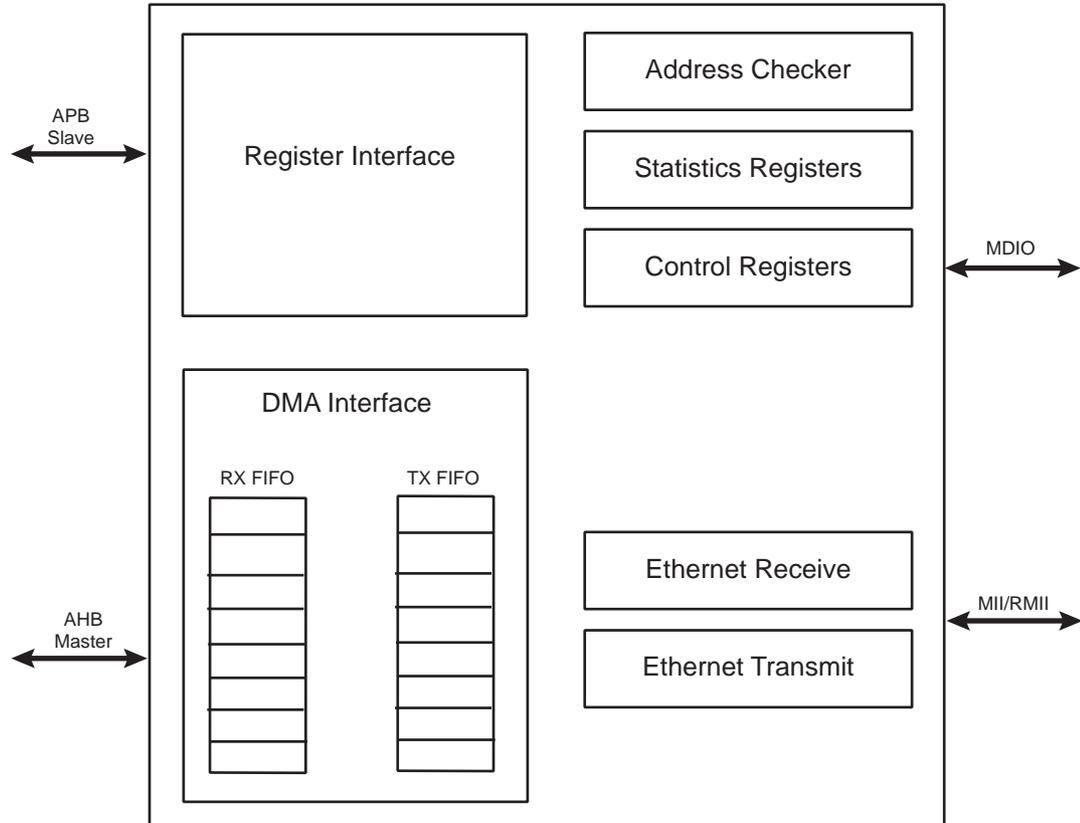 APB
Slave
Register Interface
Address Checker
Statistics Registers
Control Registers
MDIO
DMA Interface
RX FIFO
TX FIFO
AHB
Master
Ethernet Receive
Ethernet Transmit
MII/RMII